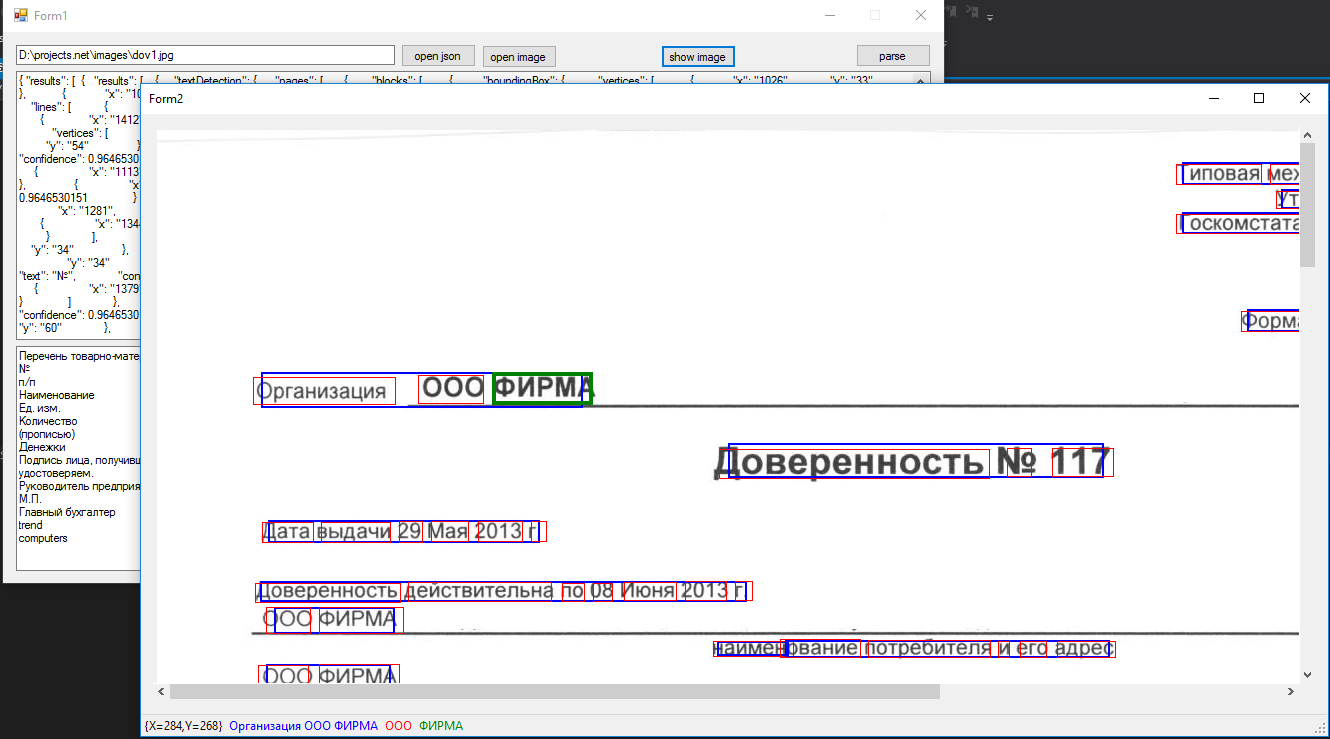 Form1
D:\projects.net\images\dov1.jpg open json open image show image parse
{ "results": [ { "results": [ { "textDetection": { "pages": [ { "blocks": [ { "boundingBox": { "vertices": [ { "x": "1026", "y": "33"
}, { "x": "10
"lines": [ {
{ "x": "1412
"vertices": [
"y": "54" }
"confidence": 0.9646530
{ "x": "1113
}, { "x
0.9646530151 }
"x": "1281",
{ "x": "134
} ],
"y": "34" },
"y": "34"
"text": "№", "con
{ "x": "1379
} ] },
"confidence": 0.9646530
"y": "60" },
Перечень товарно-мате
№
п/п
Наименование
Ед. изм.
Количество
(прописью)
Денежки
Подпись лица, получивш
удостоверяем.
Руководитель предприя
М.П.
Главный бухгалтер
trend
computers
Form2
Типовая меж
Ут
Госкомстата
Форма
Организация ООО ФИРМА
Доверенность № 117
Дата выдачи 29 Мая 2013 г.
Доверенность действительна по 08 Июня 2013 г.
ООО ФИРМА
наименование потребителя и его адрес
ООО ФИРМА
{X=284,Y=268} Организация ООО ФИРМА ООО ФИРМА